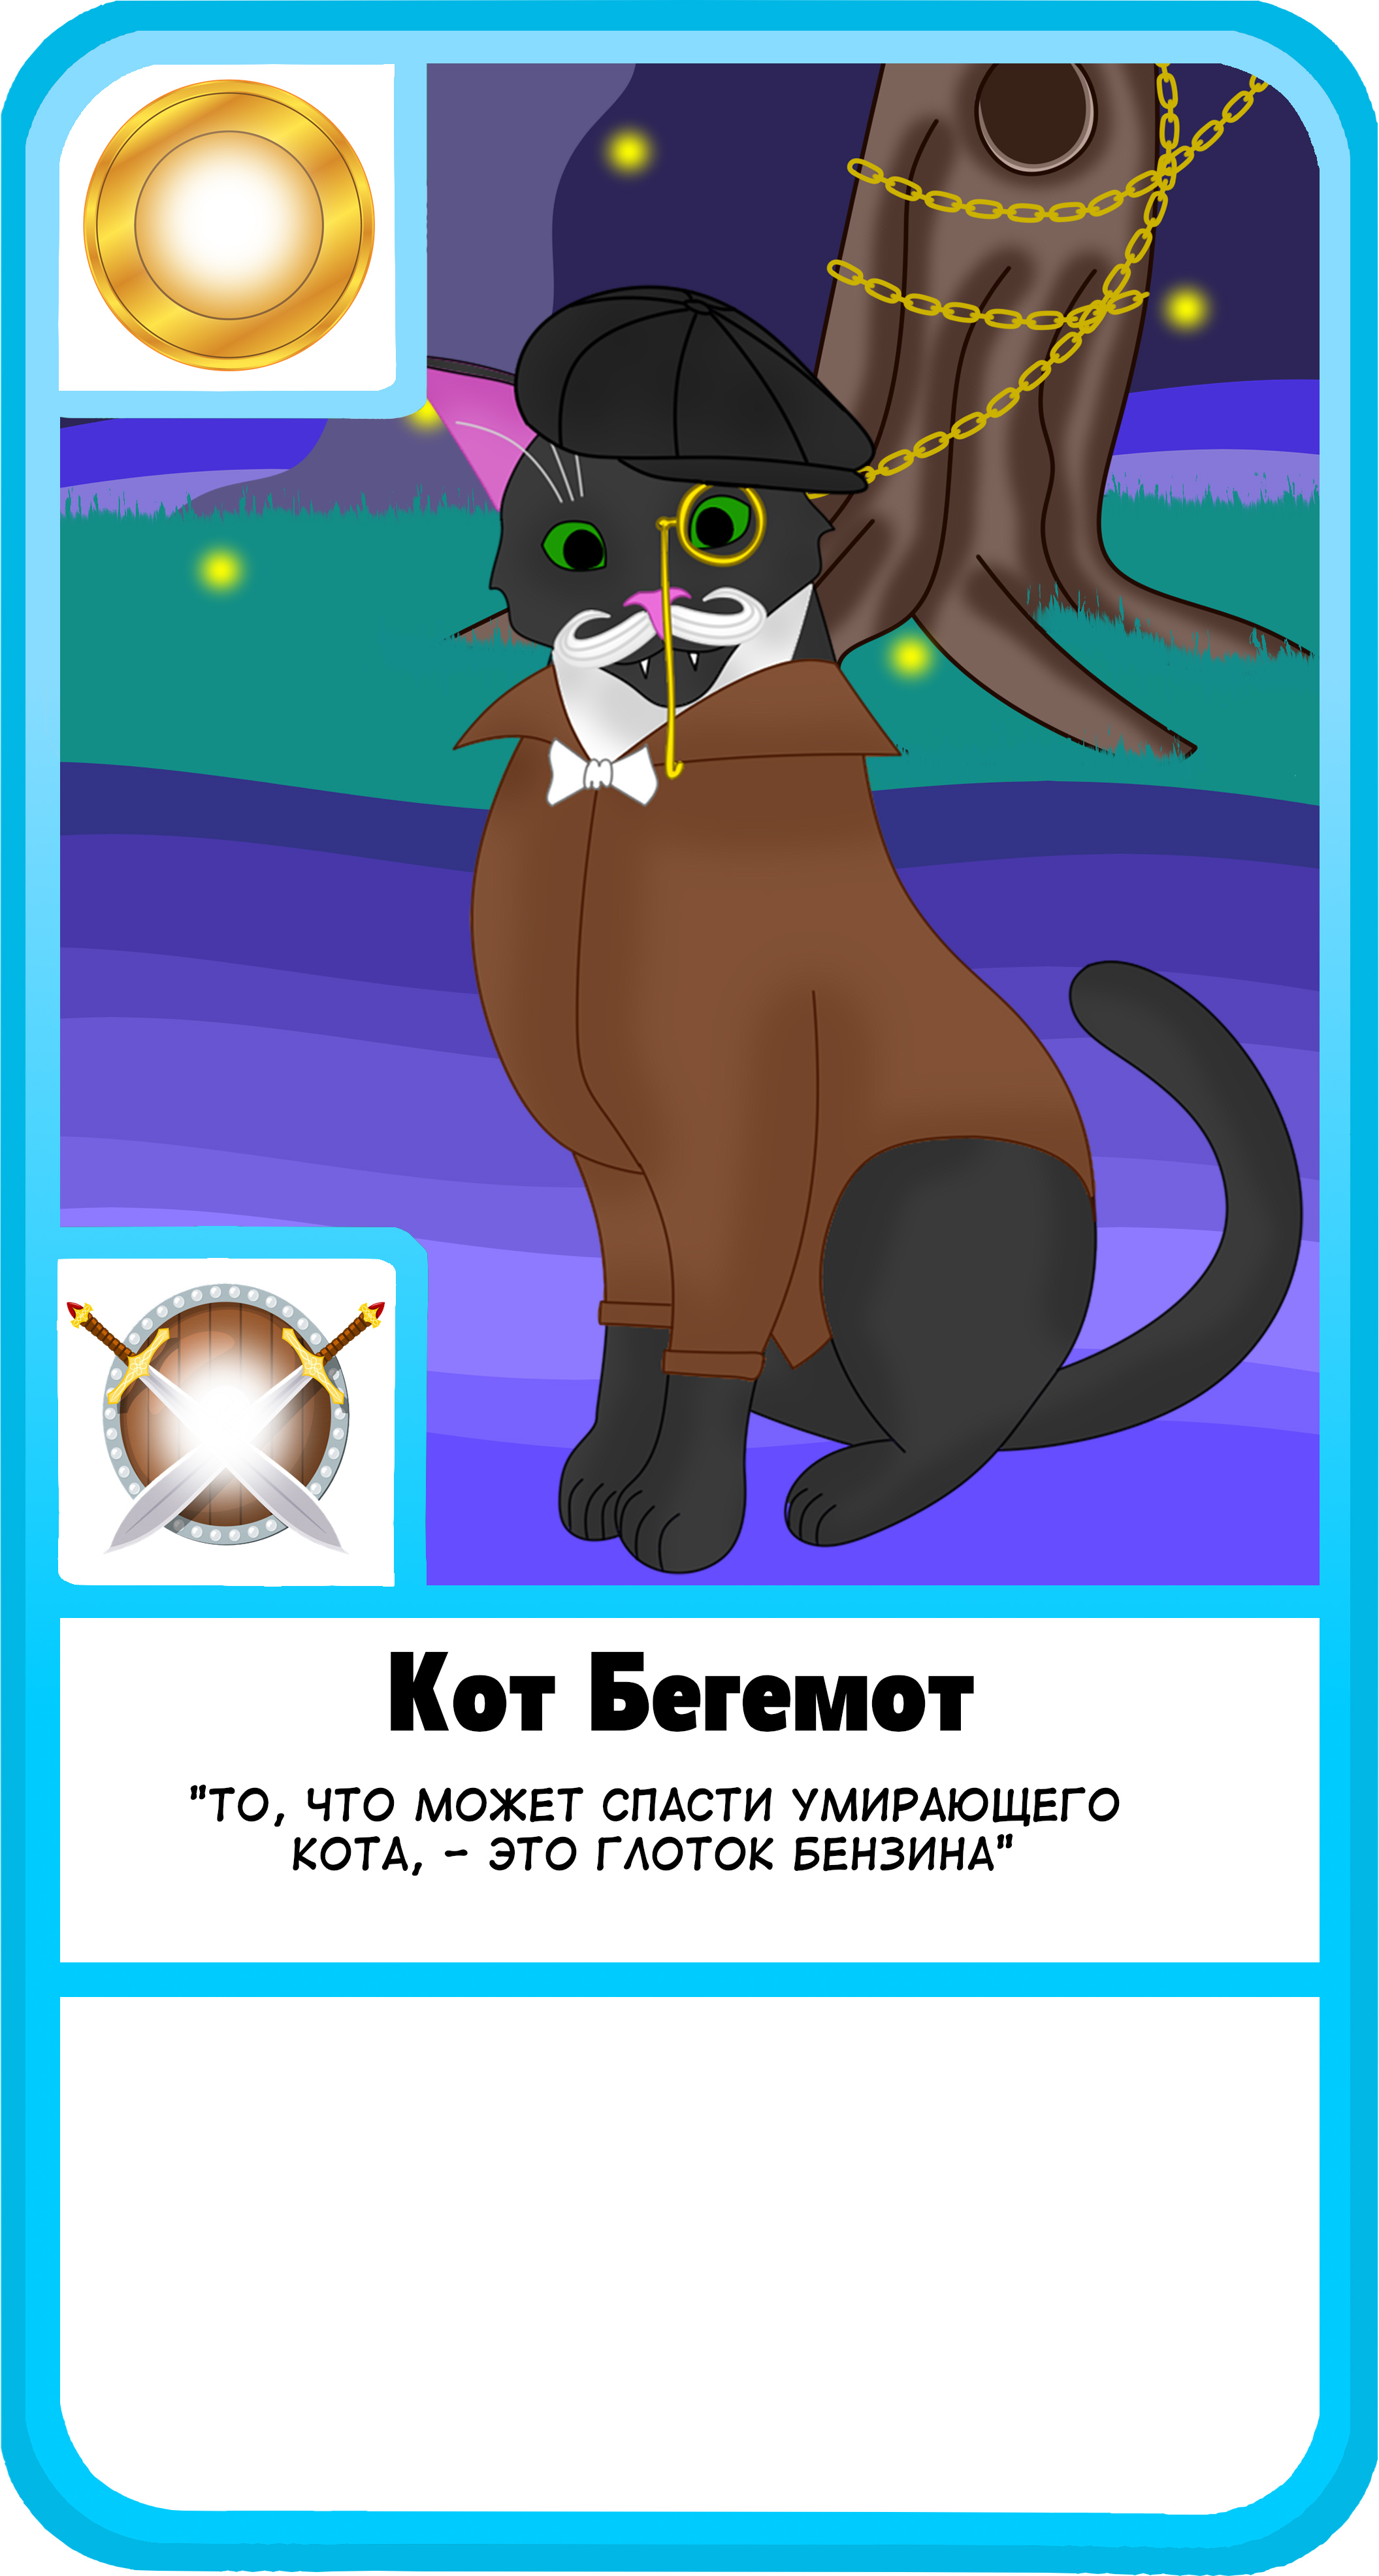 Кот Бегемот
"ТО, ЧТО МОЖЕТ СПАСТИ УМИРАЮЩЕГО
КОТА, - ЭТО ГЛОТОК БЕНЗИНА"